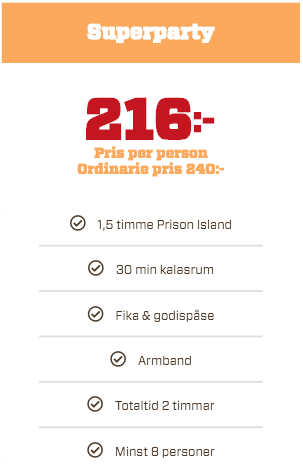 Superparty
216:-
Pris per person
Ordinarie pris 240:-
1,5 timme Prison Island
30 min kalasrum
Fika & godispåse
Armband
Totaltid 2 timmar
Minst 8 personer